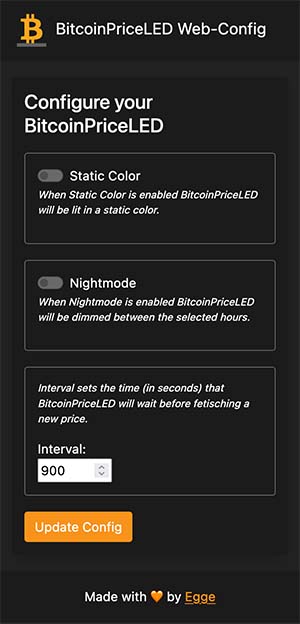 BitcoinPriceLED Web-Config
Configure your
BitcoinPriceLED
Static Color
When Static Color is enabled BitcoinPriceLED
will be lit in a static color.
Nightmode
When Nightmode is enabled BitcoinPriceLED
will be dimmed between the selected hours.
Interval sets the time (in seconds) that
BitcoinPriceLED will wait before fetisching a
new price.
Interval:
900
Update Config
Made with 🧡 by Egge